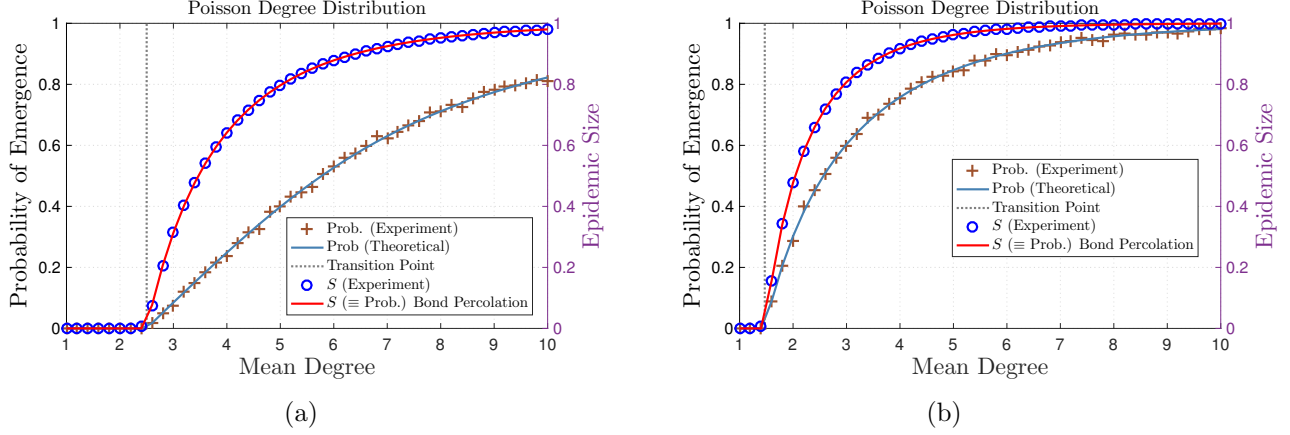 Poisson Degree Distribution
Probability of Emergence
1
0.8
0.6
0.4
0.2
0
1
0.8
0.6
0.4
0.2
0
Epidemic Size
Prob. (Experiment)
Prob (Theoretical)
Transition Point
S (Experiment)
S (≡ Prob.) Bond Percolation
1 2 3 4 5 6 7 8 9 10
Mean Degree
(a)
Poisson Degree Distribution
Probability of Emergence
1
0.8
0.6
0.4
0.2
0
1
0.8
0.6
0.4
0.2
0
Epidemic Size
Prob. (Experiment)
Prob (Theoretical)
Transition Point
S (Experiment)
S (≡ Prob.) Bond Percolation
1 2 3 4 5 6 7 8 9 10
Mean Degree
(b)